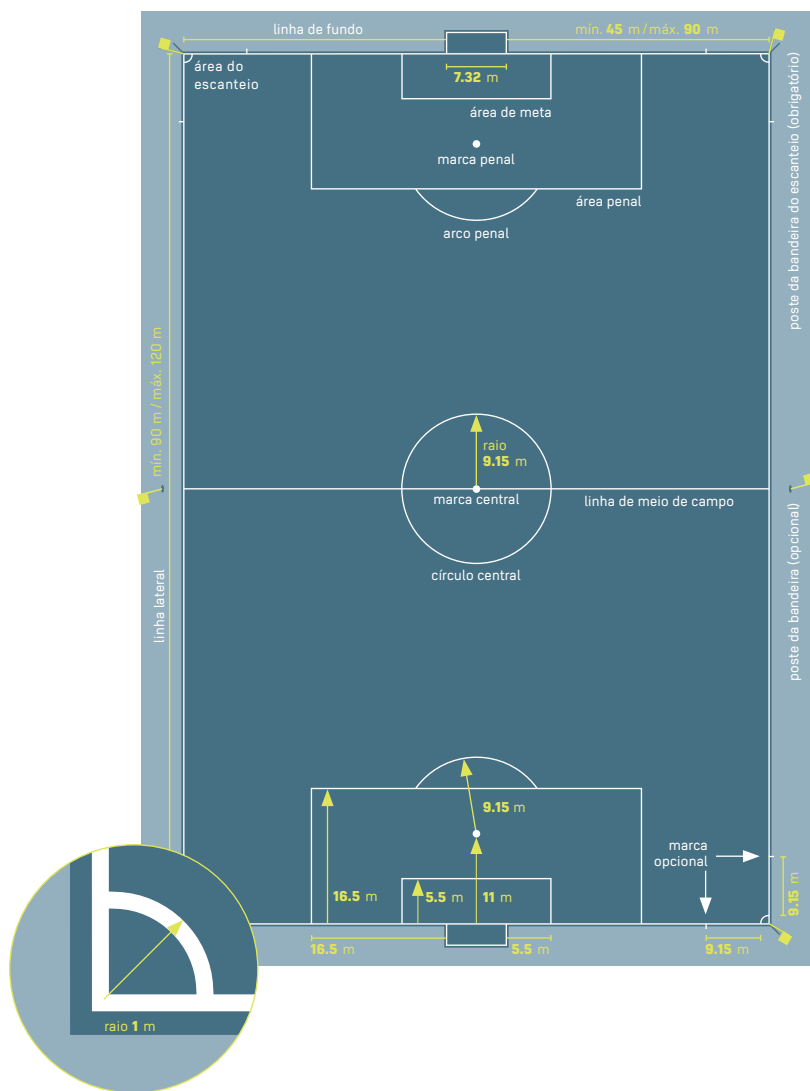 linha de fundo
mín. 45 m/máx. 90 m
área do
escanteio
7.32 m
área de meta
marca penal
área penal
arco penal
poste da bandeira do escanteio (obrigatório)
mín. 90 m / máx. 120 m
raio
9.15 m
marca central
linha de meio de campo
círculo central
linha lateral
poste da bandeira (opcional)
9.15 m
marca
opcional
16.5 m
5.5 m
11 m
9.15 m
16.5 m
5.5 m
9.15 m
raio 1 m